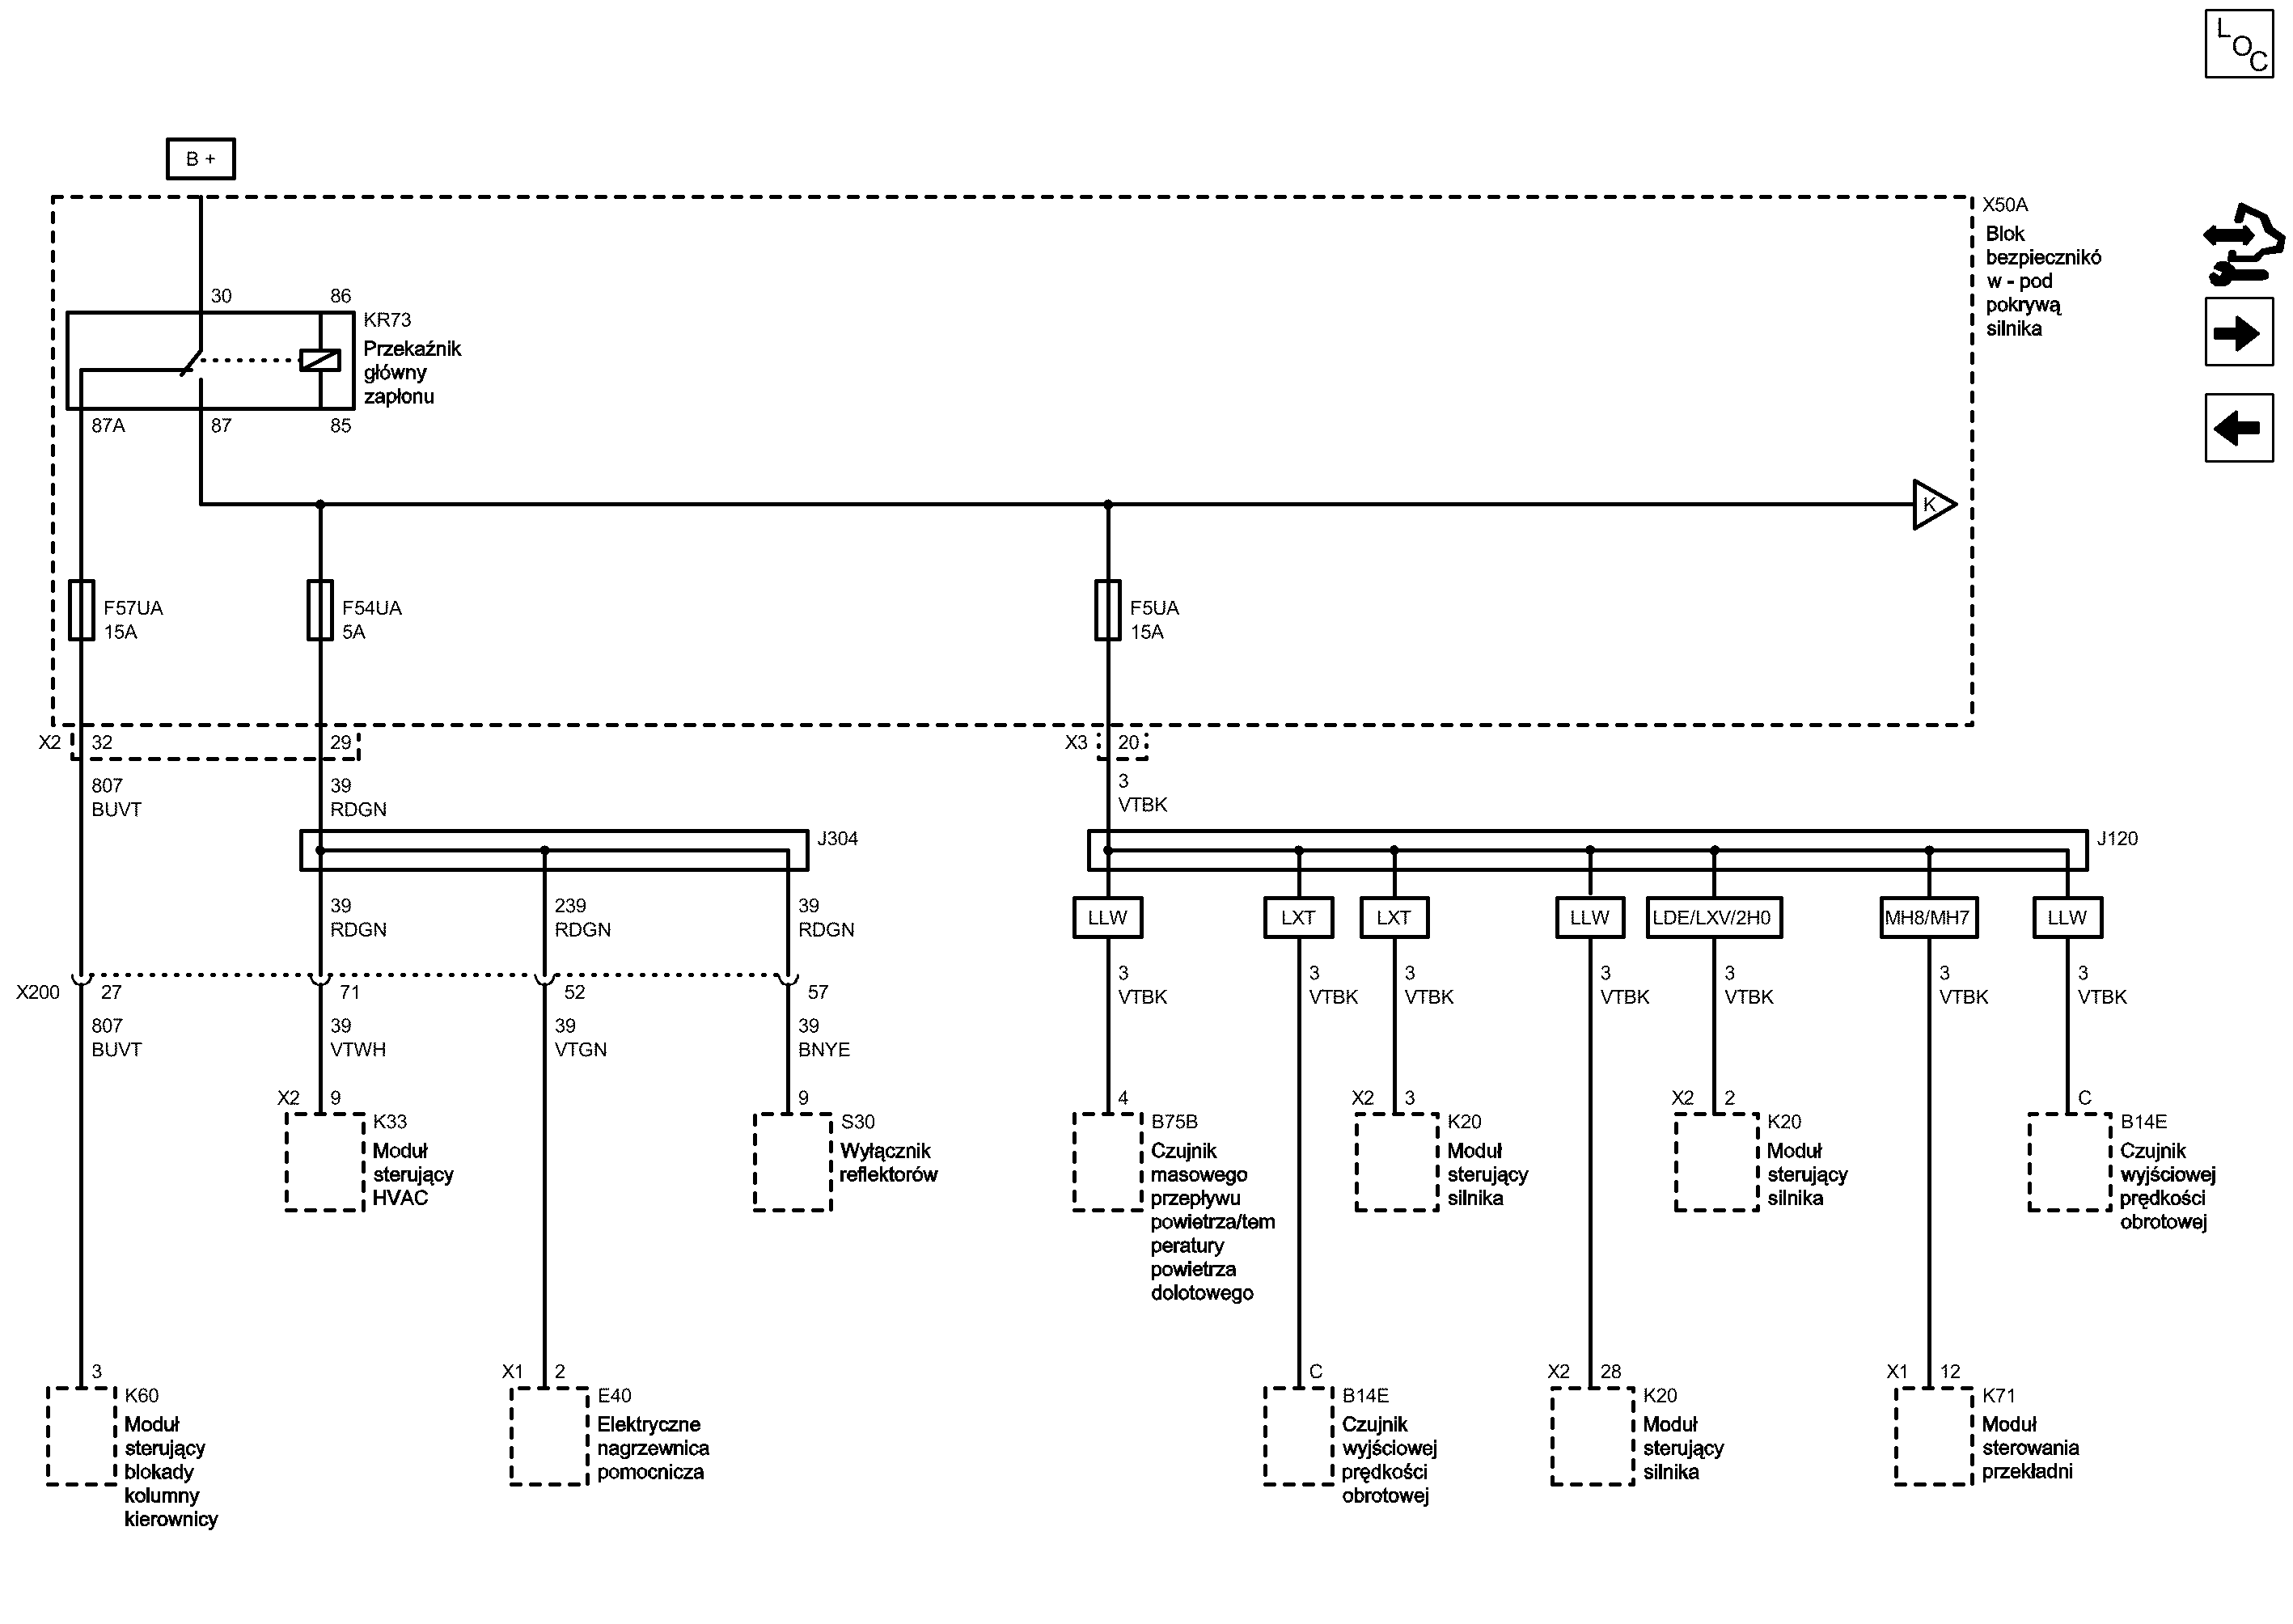 LOC
B +
X50A
Blok
bezpiecznikó
w - pod
pokrywą
silnika
30
86
KR73
Przekaźnik
główny
zapłonu
87A
87
85
K
F57UA
15A
F54UA
5A
F5UA
15A
X2
32
29
X3
20
807
BUVT
39
RDGN
3
VTBK
J304
J120
LLW
LXT
LXT
LLW
LDE/LXV/2H0
MH8/MH7
LLW
39
RDGN
239
RDGN
39
RDGN
3
VTBK
3
VTBK
3
VTBK
3
VTBK
3
VTBK
3
VTBK
3
VTBK
X200
27
71
52
57
807
BUVT
39
VTWH
39
VTGN
39
BNYE
X2
9
K33
Moduł
sterujący
HVAC
9
S30
Wyłącznik
reflektorów
4
B75B
Czujnik
masowego
przepływu
powietrza/tem
peratury
powietrza
dolotowego
X2
3
K20
Moduł
sterujący
silnika
X2
2
K20
Moduł
sterujący
silnika
C
B14E
Czujnik
wyjściowej
prędkości
obrotowej
3
K60
Moduł
sterujący
blokady
kolumny
kierownicy
X1
2
E40
Elektryczne
nagrzewnica
pomocnicza
C
B14E
Czujnik
wyjściowej
prędkości
obrotowej
X2
28
K20
Moduł
sterujący
silnika
X1
12
K71
Moduł
sterowania
przekładni